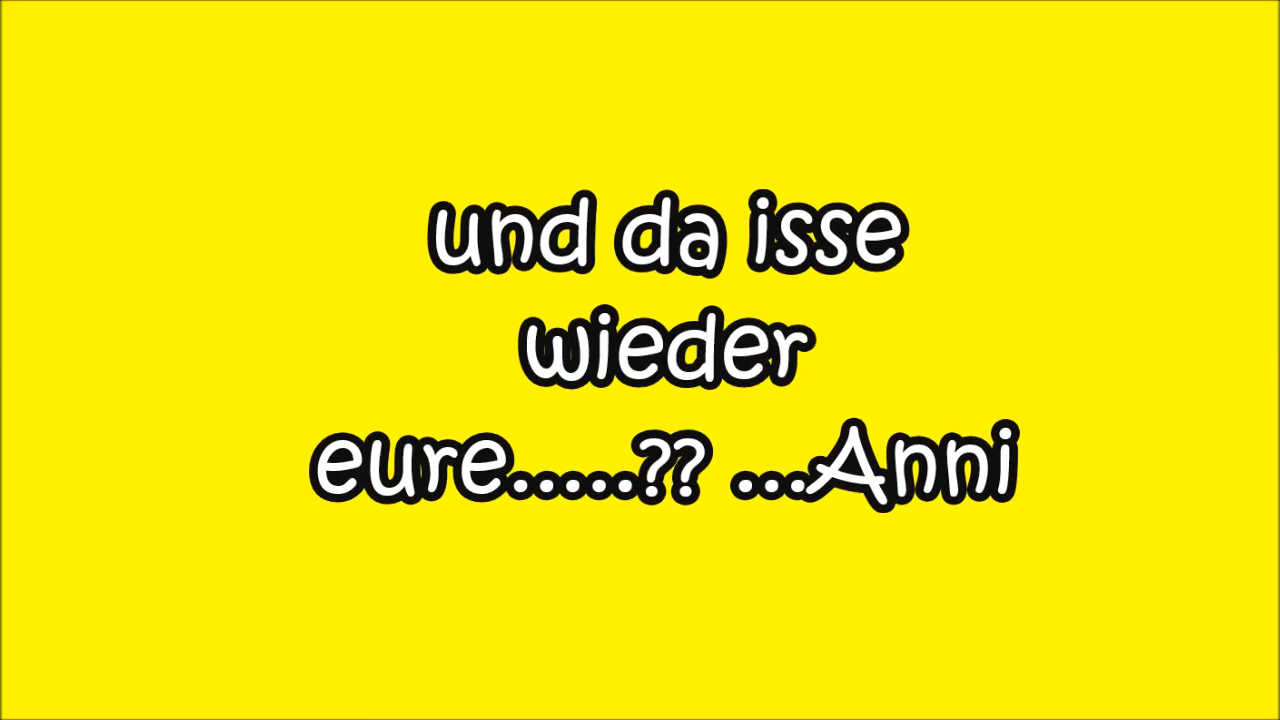 und da isse
wieder
eure.....?? ...Anni